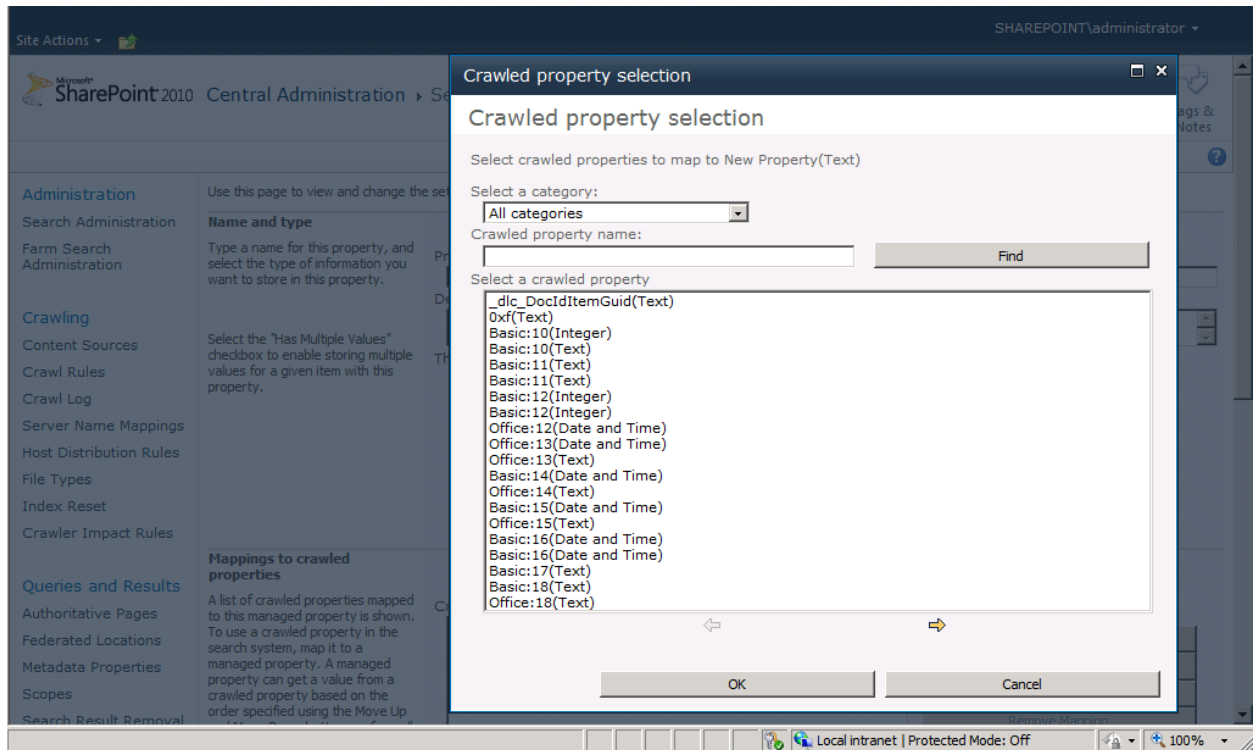 Site Actions
SHAREPOINT\administrator
Microsoft
SharePoint 2010 Central Administration
ags &
Notes
Use this page to view and change the set
Administration
Search Administration
Farm Search
Administration
Crawling
Content Sources
Crawl Rules
Crawl Log
Server Name Mappings
Host Distribution Rules
File Types
Index Reset
Crawler Impact Rules
Queries and Results
Authoritative Pages
Federated Locations
Metadata Properties
Scopes
Search Result Removal
Name and type
Type a name for this property, and
select the type of information you
want to store in this property.
Select the "Has Multiple Values"
checkbox to enable storing multiple
values for a given item with this
property.
Mappings to crawled
properties
A list of crawled properties mapped
to this managed property is shown.
To use a crawled property in the
search system, map it to a
managed property. A managed
property can get a value from a
crawled property based on the
order specified using the Move Up
Crawled property selection
Crawled property selection
Select crawled properties to map to New Property(Text)
Select a category:
All categories
Crawled property name:
Find
Select a crawled property
_dlc_DocIdItemGuid(Text)
0xf(Text)
Basic:10(Integer)
Basic:10(Text)
Basic:11(Text)
Basic:11(Text)
Basic:12(Integer)
Basic:12(Integer)
Office:12(Date and Time)
Office:13(Date and Time)
Office:13(Text)
Basic:14(Date and Time)
Office:14(Text)
Basic:15(Date and Time)
Office:15(Text)
Basic:16(Date and Time)
Basic:16(Date and Time)
Basic:17(Text)
Basic:18(Text)
Office:18(Text)
OK
Cancel
Remove Mapping
Local intranet | Protected Mode: Off
100%